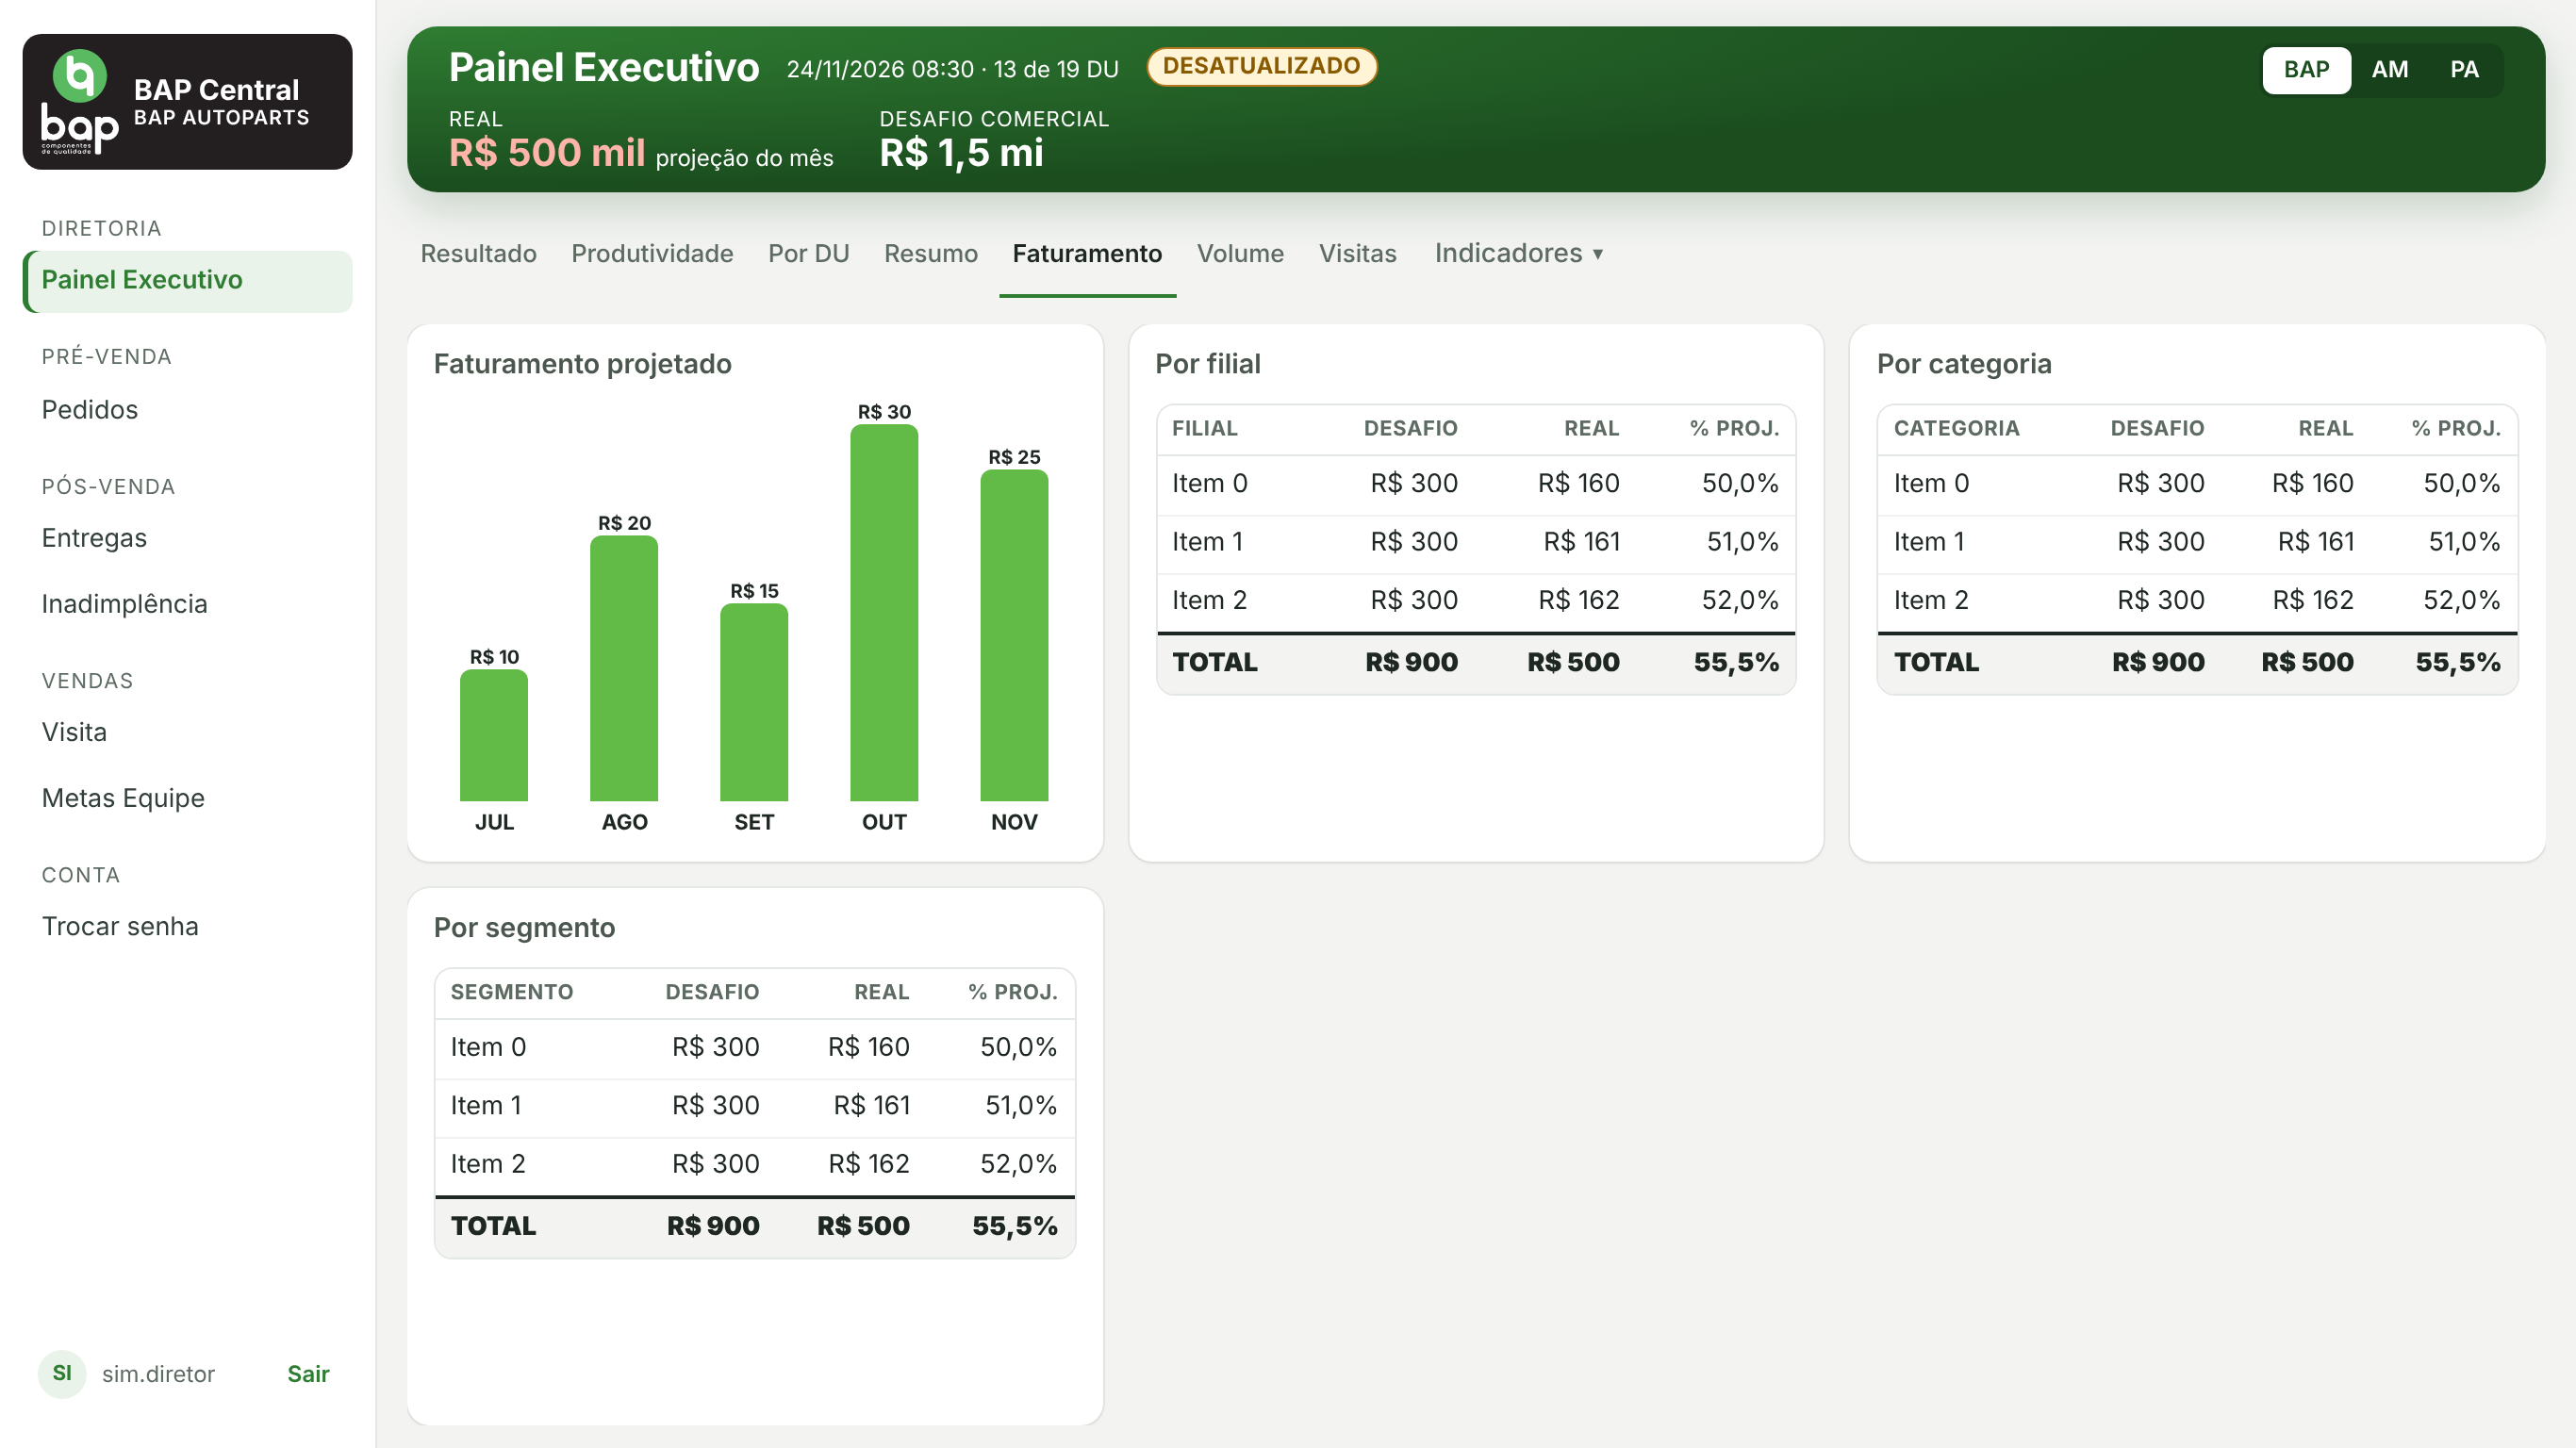 bap
componentes
de qualidade
BAP Central
BAP AUTOPARTS
DIRETORIA
Painel Executivo
PRÉ-VENDA
Pedidos
PÓS-VENDA
Entregas
Inadimplência
VENDAS
Visita
Metas Equipe
CONTA
Trocar senha
SI sim.diretor Sair
Painel Executivo 24/11/2026 08:30 · 13 de 19 DU DESATUALIZADO
BAP AM PA
REAL
R$ 500 mil projeção do mês
DESAFIO COMERCIAL
R$ 1,5 mi
Resultado Produtividade Por DU Resumo Faturamento Volume Visitas Indicadores ▾
Faturamento projetado
R$ 10 R$ 20 R$ 15 R$ 30 R$ 25
JUL AGO SET OUT NOV
Por filial
FILIAL DESAFIO REAL % PROJ.
Item 0 R$ 300 R$ 160 50,0%
Item 1 R$ 300 R$ 161 51,0%
Item 2 R$ 300 R$ 162 52,0%
TOTAL R$ 900 R$ 500 55,5%
Por categoria
CATEGORIA DESAFIO REAL % PROJ.
Item 0 R$ 300 R$ 160 50,0%
Item 1 R$ 300 R$ 161 51,0%
Item 2 R$ 300 R$ 162 52,0%
TOTAL R$ 900 R$ 500 55,5%
Por segmento
SEGMENTO DESAFIO REAL % PROJ.
Item 0 R$ 300 R$ 160 50,0%
Item 1 R$ 300 R$ 161 51,0%
Item 2 R$ 300 R$ 162 52,0%
TOTAL R$ 900 R$ 500 55,5%